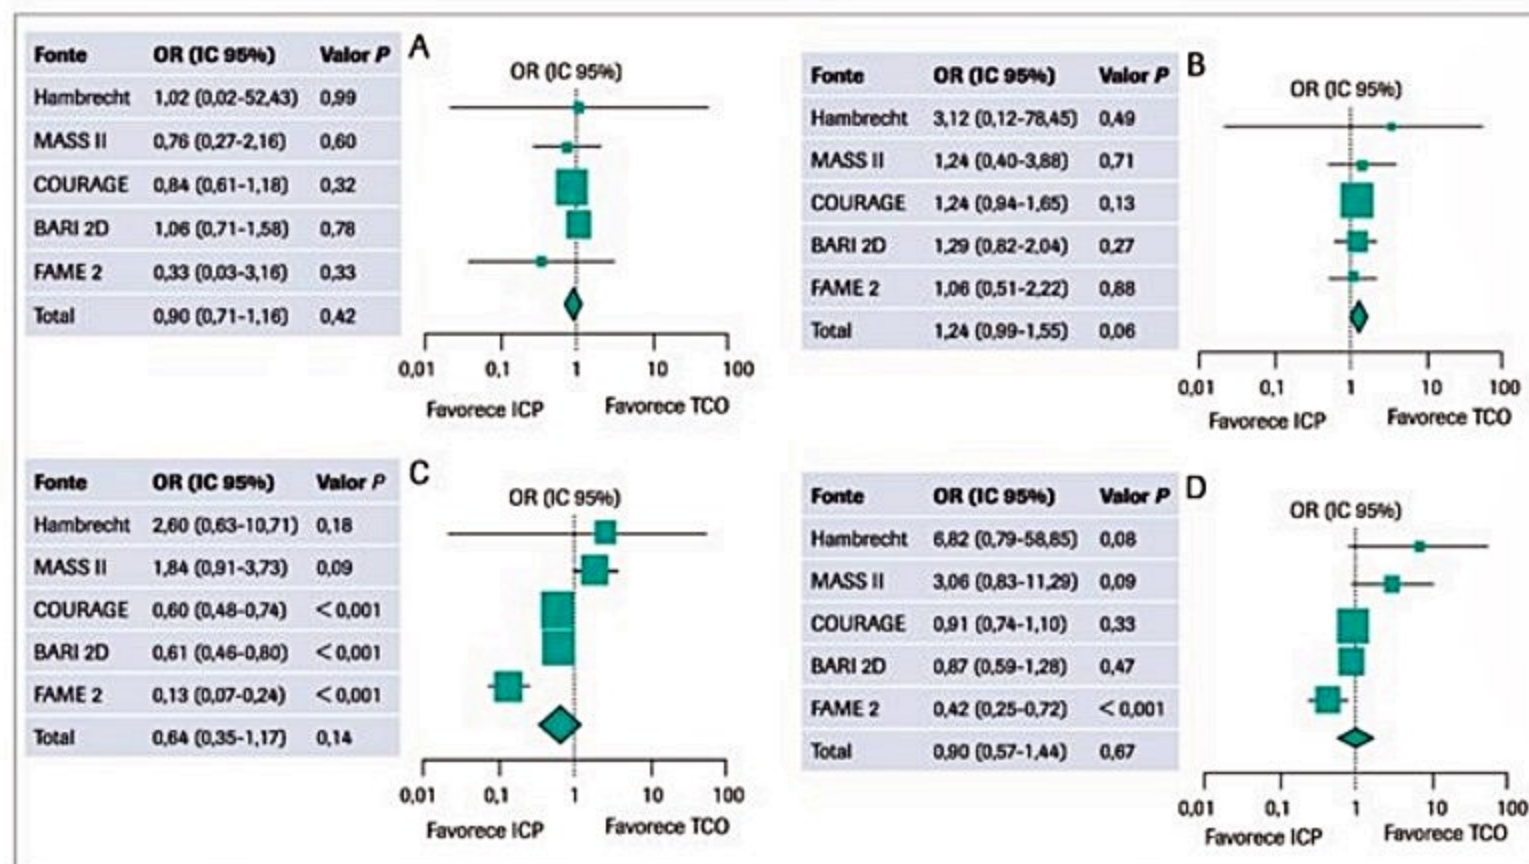 Fonte OR (IC 95%) Valor P
Hambrecht 1,02 (0,02-52,43) 0,99
MASS II 0,76 (0,27-2,16) 0,60
COURAGE 0,84 (0,61-1,18) 0,32
BARI 2D 1,06 (0,71-1,58) 0,78
FAME 2 0,33 (0,03-3,16) 0,33
Total 0,90 (0,71-1,16) 0,42
A
OR (IC 95%)
0,01 0,1 1 10 100
Favorece ICP Favorece TCO
Fonte OR (IC 95%) Valor P
Hambrecht 3,12 (0,12-78,45) 0,49
MASS II 1,24 (0,40-3,88) 0,71
COURAGE 1,24 (0,94-1,65) 0,13
BARI 2D 1,29 (0,82-2,04) 0,27
FAME 2 1,06 (0,51-2,22) 0,88
Total 1,24 (0,99-1,55) 0,06
B
OR (IC 95%)
0,01 0,1 1 10 100
Favorece ICP Favorece TCO
Fonte OR (IC 95%) Valor P
Hambrecht 2,60 (0,63-10,71) 0,18
MASS II 1,84 (0,91-3,73) 0,09
COURAGE 0,60 (0,48-0,74) < 0,001
BARI 2D 0,61 (0,46-0,80) < 0,001
FAME 2 0,13 (0,07-0,24) < 0,001
Total 0,64 (0,35-1,17) 0,14
C
OR (IC 95%)
0,01 0,1 1 10 100
Favorece ICP Favorece TCO
Fonte OR (IC 95%) Valor P
Hambrecht 6,82 (0,79-58,85) 0,08
MASS II 3,06 (0,83-11,29) 0,09
COURAGE 0,91 (0,74-1,10) 0,33
BARI 2D 0,87 (0,59-1,28) 0,47
FAME 2 0,42 (0,25-0,72) < 0,001
Total 0,90 (0,57-1,44) 0,67
D
OR (IC 95%)
0,01 0,1 1 10 100
Favorece ICP Favorece TCO